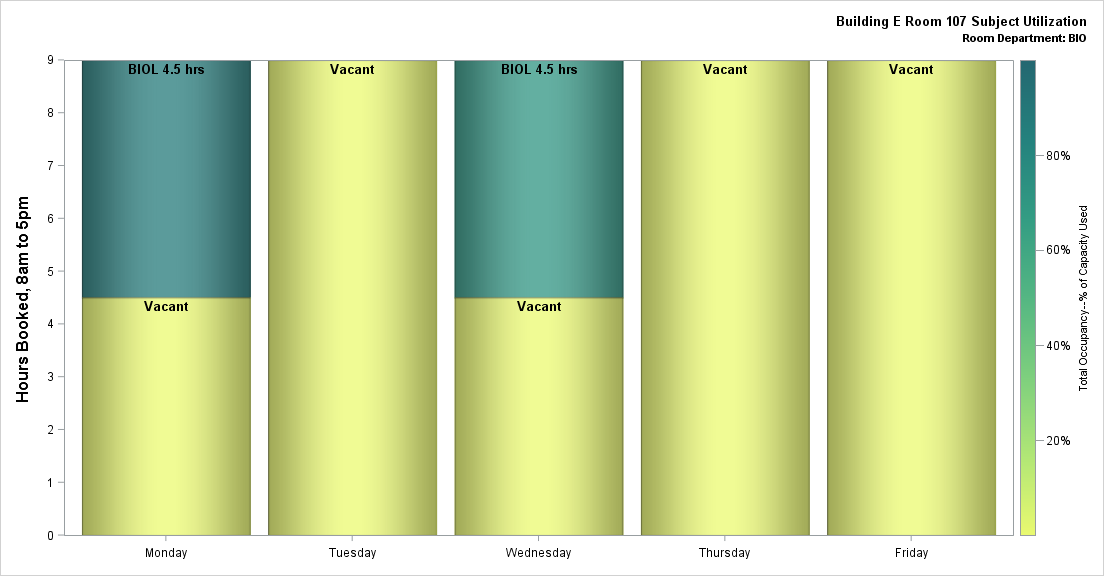 Building E Room 107 Subject Utilization
Room Department: BIO
Hours Booked, 8am to 5pm
9
8
7
6
5
4
3
2
1
0
BIOL 4.5 hrs
Vacant
Vacant
BIOL 4.5 hrs
Vacant
Vacant
Vacant
Monday
Tuesday
Wednesday
Thursday
Friday
80%
60%
40%
20%
Total Occupancy--% of Capacity Used